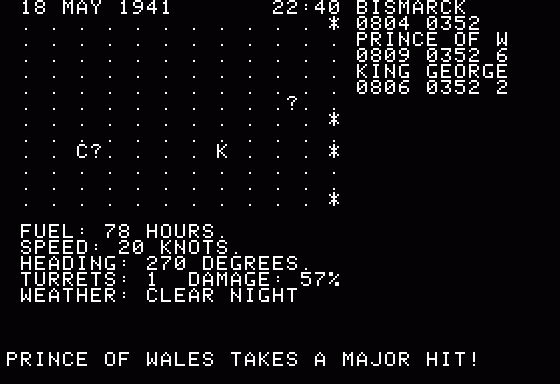 18 MAY 1941 22:40 BISMARCK
. . . . . . . . . . . * 0804 0352
PRINCE OF W
. . . . . . . . . . . . 0809 0352 6
KING GEORGE
. . . . . . . . . . . . 0806 0352 2
. . . . . . . . . . . .
. . . . . . . . . . .? .
. . . . . . . . . . . *
. . . . . . . . . . . .
. . C?. . . . K . . . *
. . . . . . . . . . . .
. . . . . . . . . . . .
. . . . . . . . . . . *
FUEL: 78 HOURS.
SPEED: 20 KNOTS.
HEADING: 270 DEGREES.
TURRETS: 1 DAMAGE: 57%
WEATHER: CLEAR NIGHT
PRINCE OF WALES TAKES A MAJOR HIT!